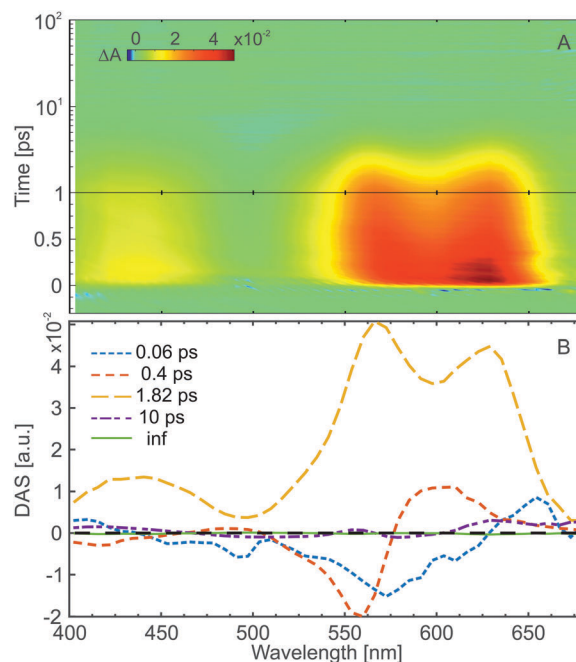 0 2 4 x10⁻²
ΔA
A
10²
10¹
1
0.5
0
Time [ps]
x10⁻²
5
4
3
2
1
0
-1
-2
DAS [a.u.]
B
0.06 ps
0.4 ps
1.82 ps
10 ps
inf
400 450 500 550 600 650
Wavelength [nm]